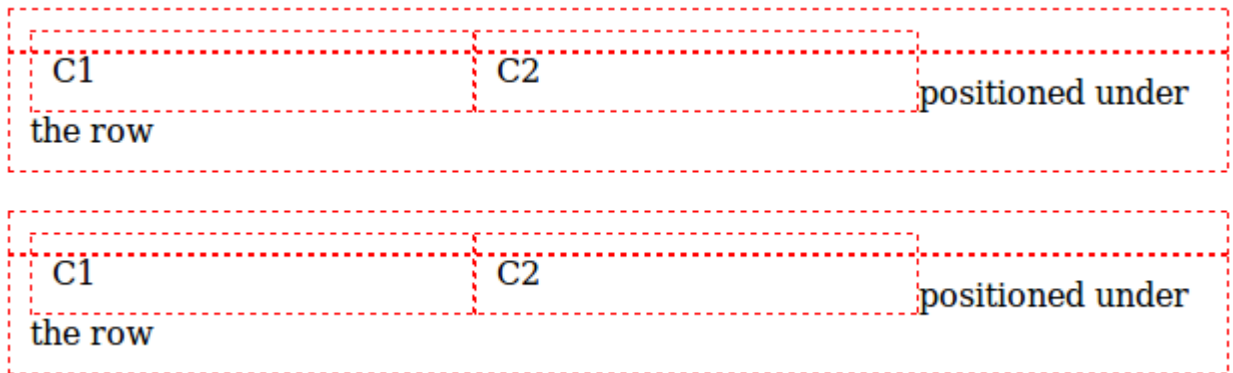 C1 C2
positioned under
the row
C1 C2
positioned under
the row